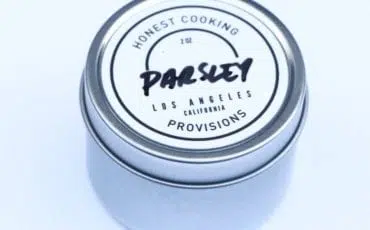 HONEST COOKING
2 OZ
PARSLEY
LOS ANGELES
CALIFORNIA
PROVISIONS